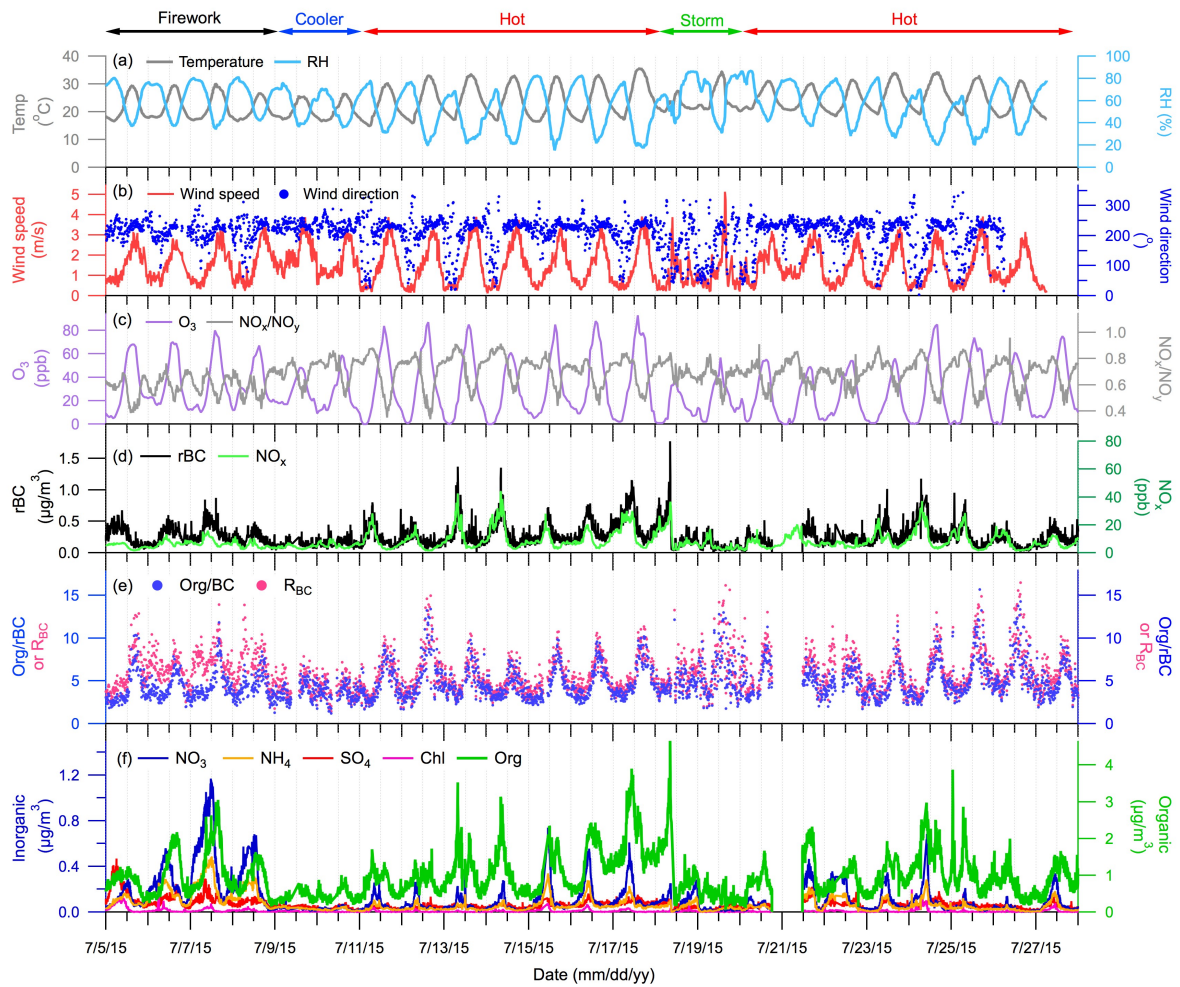 Firework Cooler Hot Storm Hot
(a) Temperature RH
40
30
20
10
0
Temp
(°C)
100
80
60
40
20
0
RH (%)
(b) Wind speed Wind direction
5
4
3
2
1
0
Wind speed
(m/s)
300
200
100
0
Wind direction
(°)
(c) O3 NOx/NOy
80
60
40
20
0
O3
(ppb)
1.0
0.8
0.6
0.4
NOx/NOy
(d) rBC NOx
1.5
1.0
0.5
0.0
rBC
(µg/m3)
80
60
40
20
0
NOx
(ppb)
(e) Org/BC RBC
15
10
5
0
Org/rBC
or RBC
15
10
5
0
Org/rBC
or RBC
(f) NO3 NH4 SO4 Chl Org
1.2
0.8
0.4
0.0
Inorganic
(µg/m3)
4
3
2
1
0
Organic
(µg/m3)
7/5/15 7/7/15 7/9/15 7/11/15 7/13/15 7/15/15 7/17/15 7/19/15 7/21/15 7/23/15 7/25/15 7/27/15
Date (mm/dd/yy)